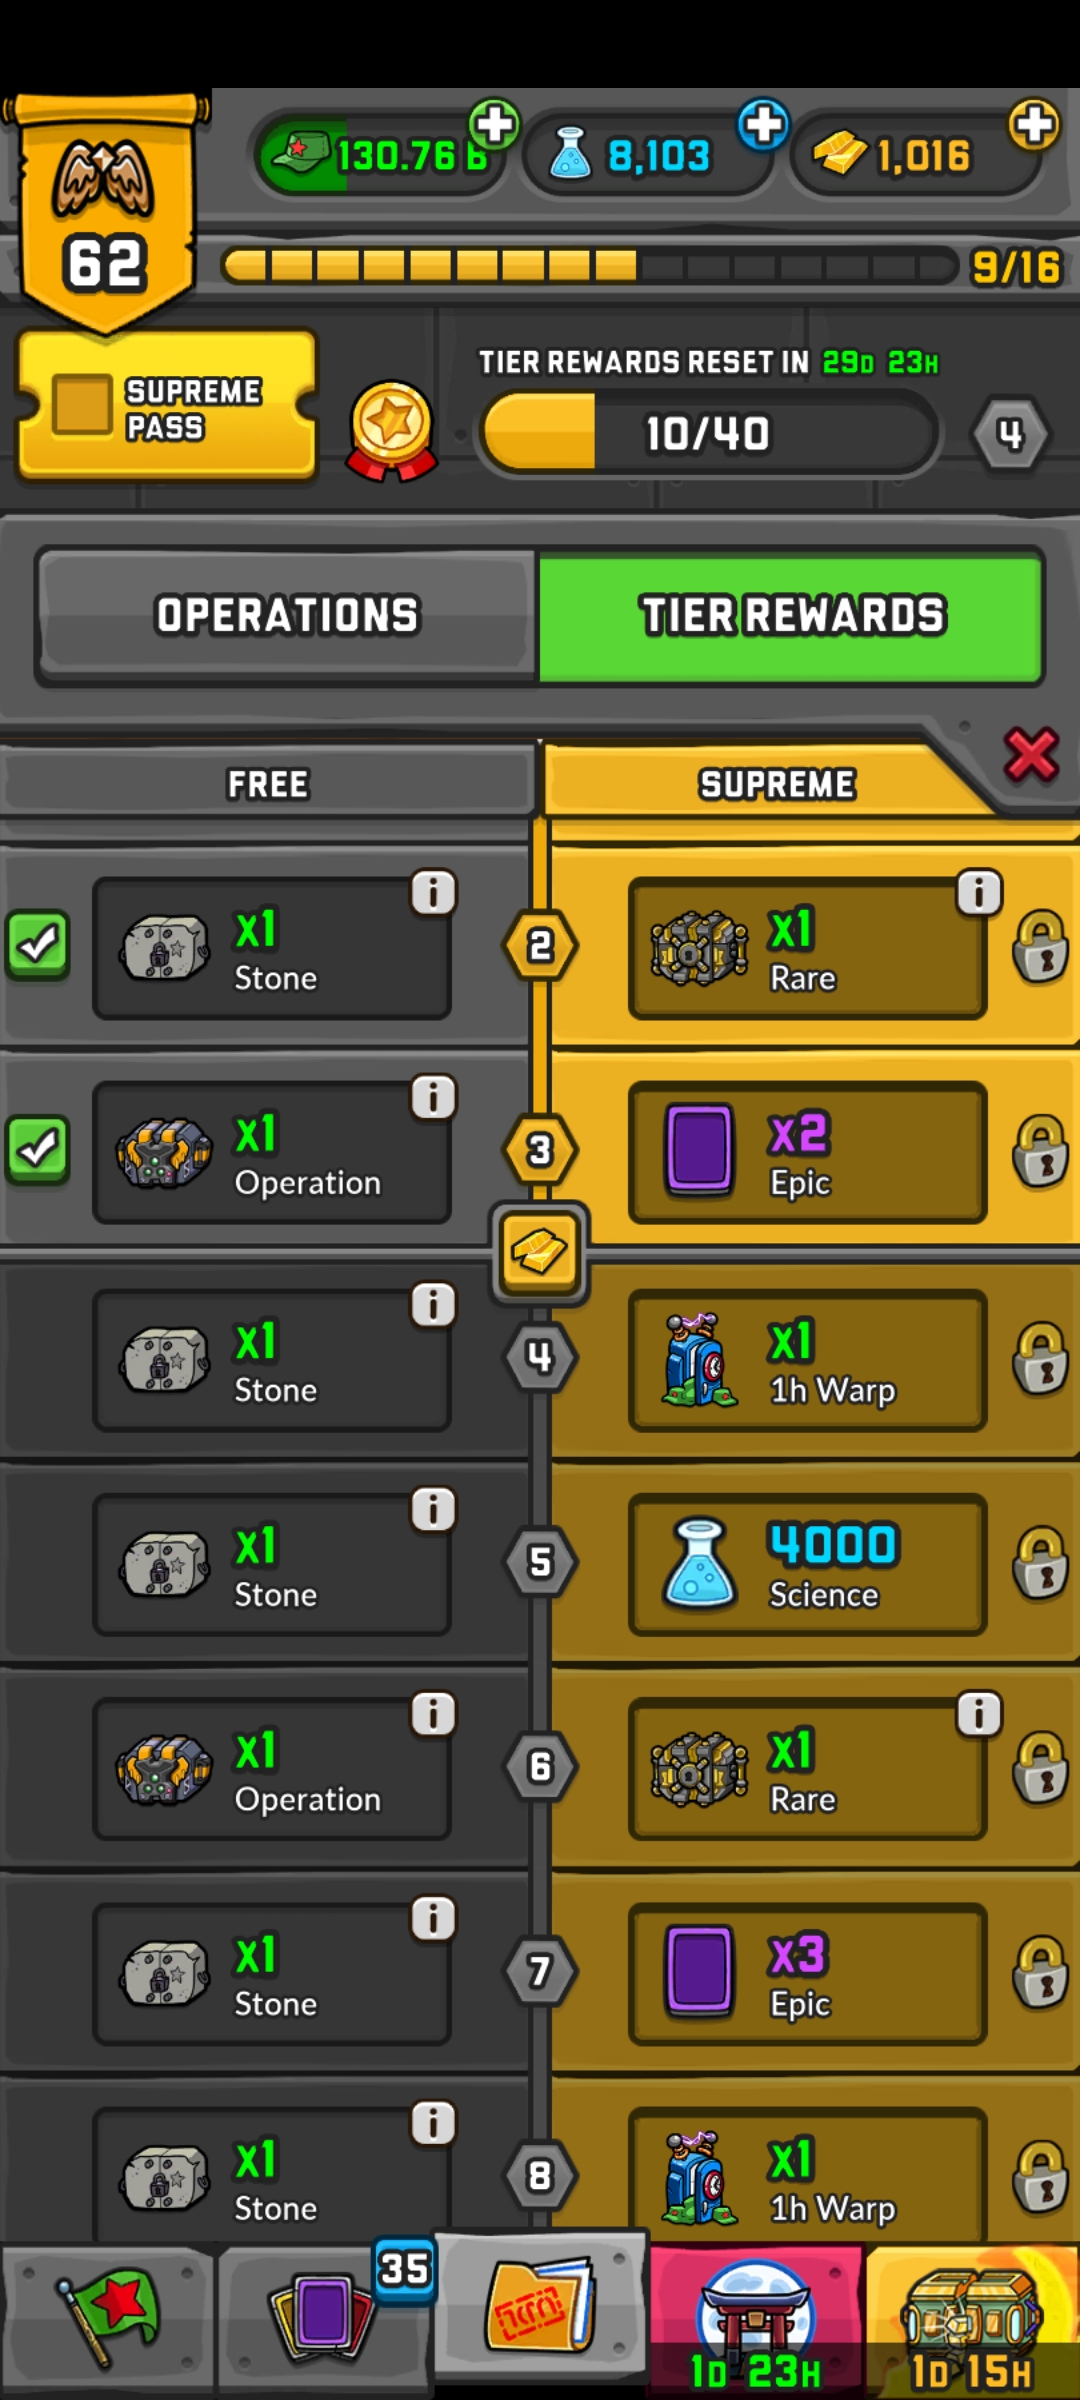 130.76 B
8,103
1,016
62
9/16
SUPREME
PASS
TIER REWARDS RESET IN 29D 23H
10/40
4
OPERATIONS
TIER REWARDS
FREE
SUPREME
X1
Stone
2
X1
Rare
X1
Operation
3
X2
Epic
X1
Stone
4
X1
1h Warp
X1
Stone
5
4000
Science
X1
Operation
6
X1
Rare
X1
Stone
7
X3
Epic
X1
Stone
8
X1
1h Warp
35
1D 23H
1D 15H